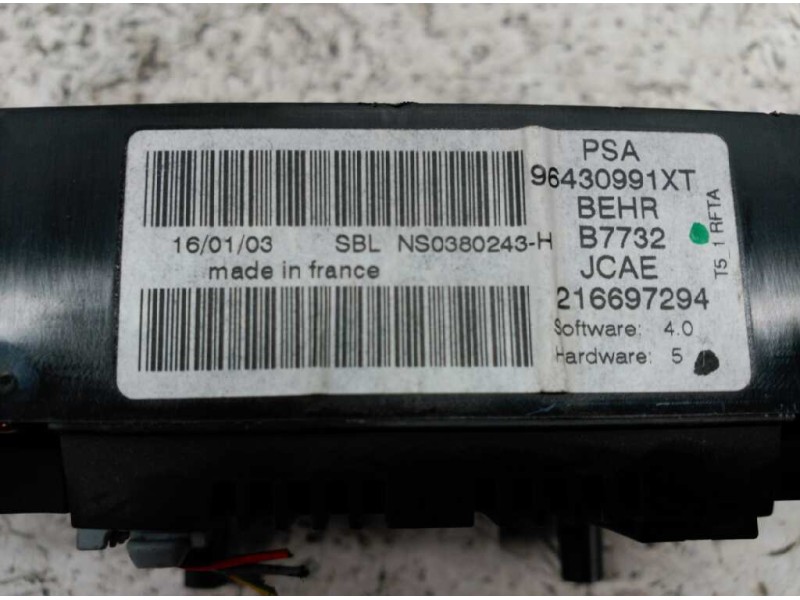 PSA
96430991XT
BEHR
B7732
JCAE
216697294
Software: 4.0
Hardware: 5
T5_1 RFTA
16/01/03 SBL NS0380243-H
made in france